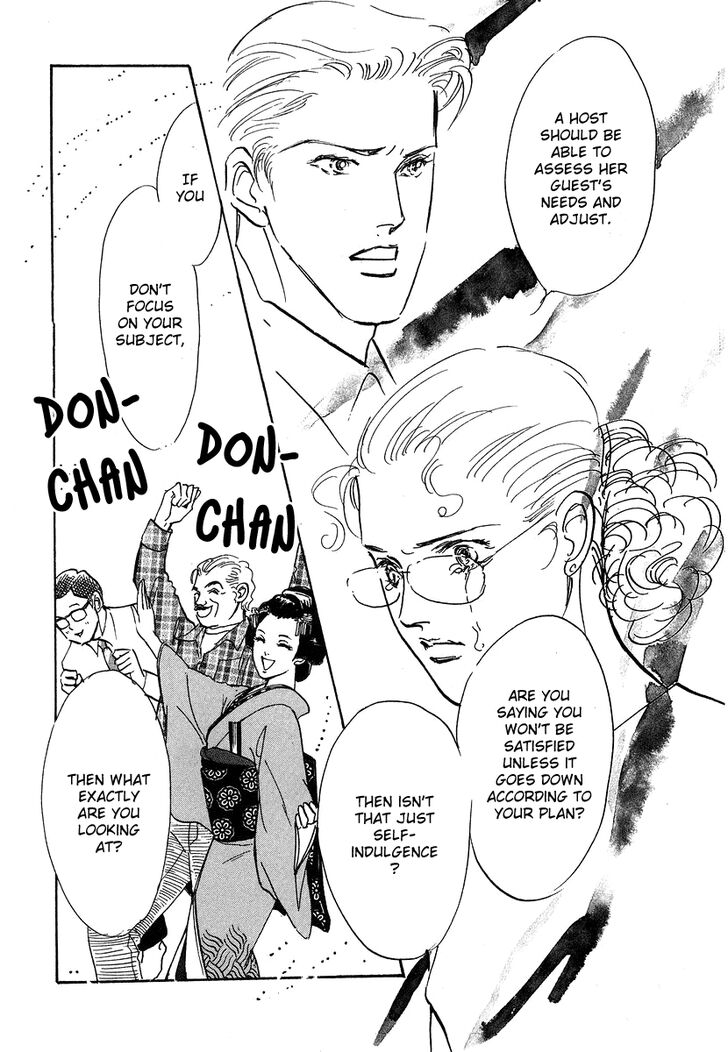 A HOST
SHOULD BE
ABLE TO
ASSESS HER
GUEST'S
NEEDS AND
ADJUST.
ARE YOU
SAYING YOU
WON'T BE
SATISFIED
UNLESS IT
GOES DOWN
ACCORDING TO
YOUR PLAN?
THEN ISN'T
THAT JUST
SELF-
INDULGENCE
?
IF
YOU
DON'T
FOCUS
ON YOUR
SUBJECT,
DON-
CHAN
DON-
CHAN
THEN WHAT
EXACTLY
ARE YOU
LOOKING
AT?